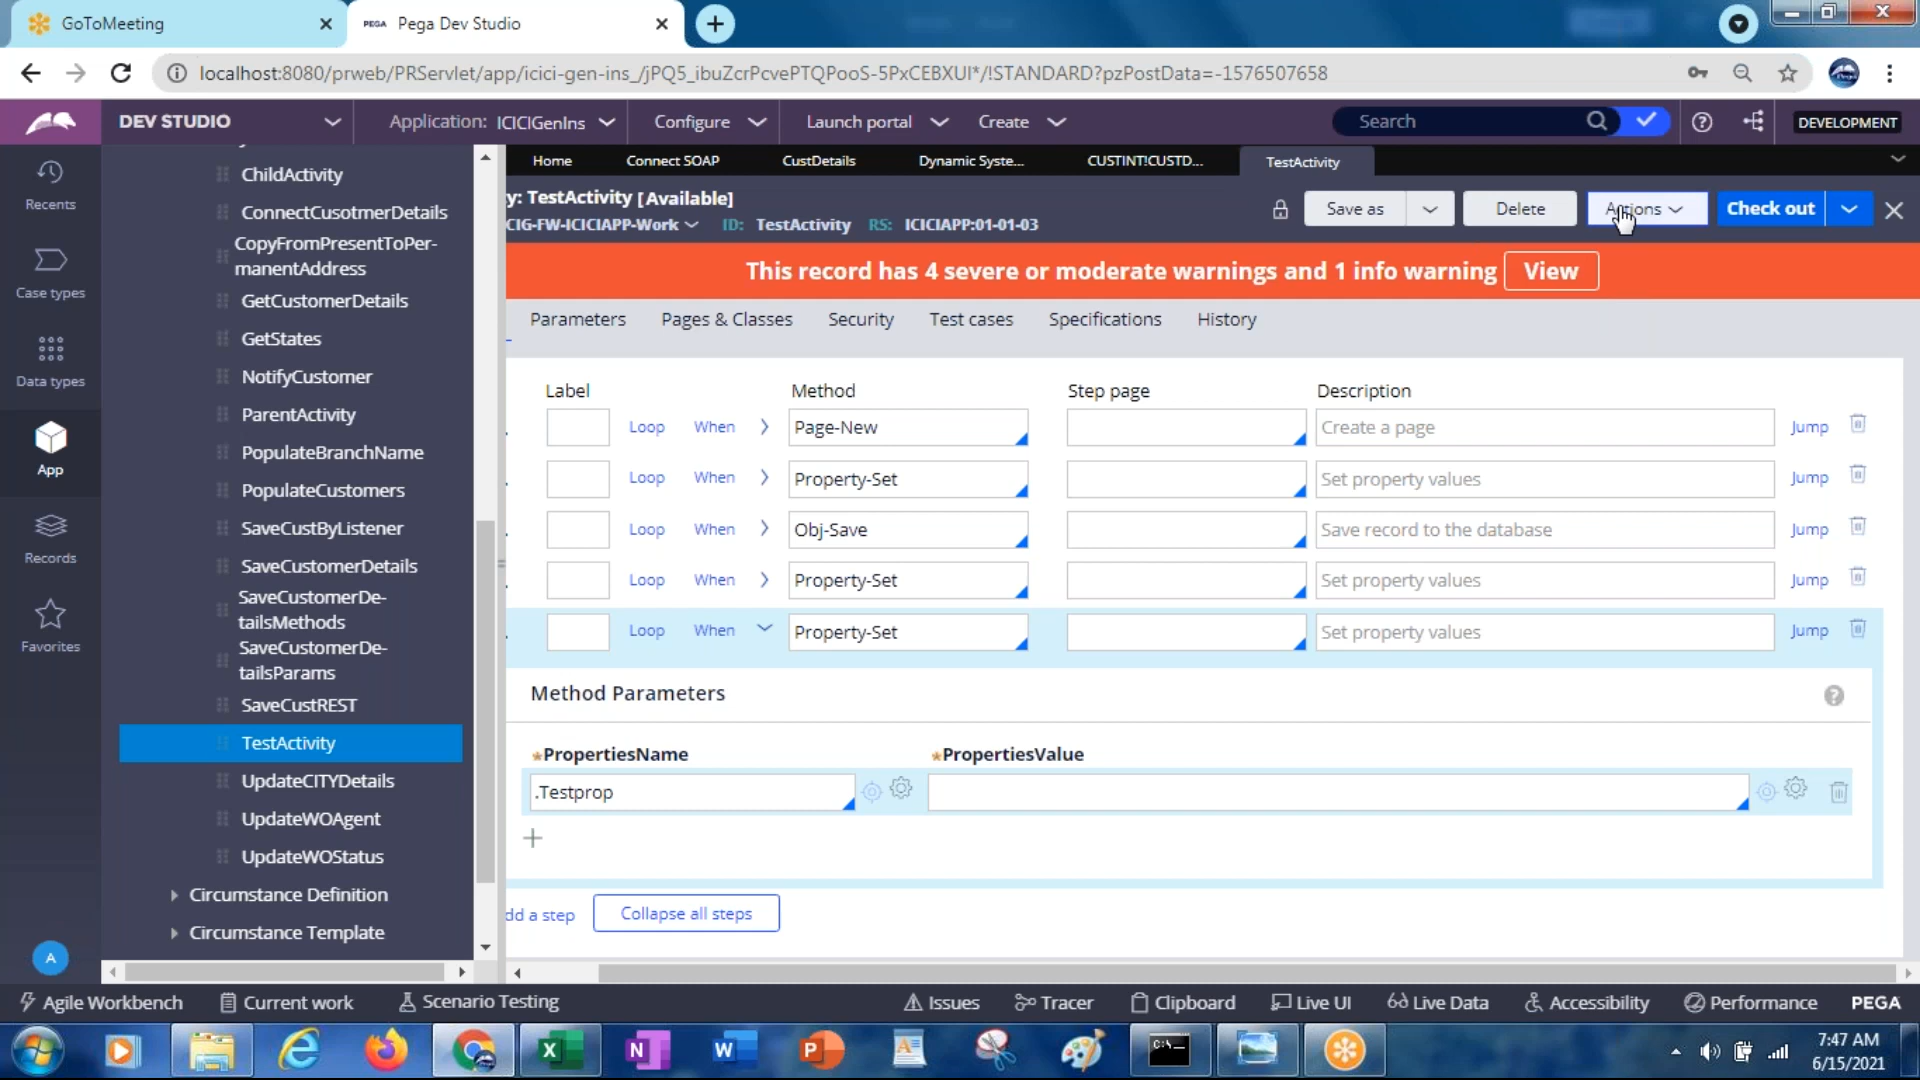 GoToMeeting
PEGA Pega Dev Studio
localhost:8080/prweb/PRServlet/app/icici-gen-ins_/jPQ5_ibuZcrPcvePTQPooS-5PxCEBXUI*/!STANDARD?pzPostData=-1576507658
DEV STUDIO
Application: ICICIGenIns
Configure
Launch portal
Create
Search
DEVELOPMENT
Recents
Case types
Data types
App
Records
Favorites
A
ChildActivity
ConnectCusotmerDetails
CopyFromPresentToPer-
manentAddress
GetCustomerDetails
GetStates
NotifyCustomer
ParentActivity
PopulateBranchName
PopulateCustomers
SaveCustByListener
SaveCustomerDetails
SaveCustomerDe-
tailsMethods
SaveCustomerDe-
tailsParams
SaveCustREST
TestActivity
UpdateCITYDetails
UpdateWOAgent
UpdateWOStatus
Circumstance Definition
Circumstance Template
Home
Connect SOAP
CustDetails
Dynamic Syste...
CUSTINT!CUSTD...
TestActivity
y: TestActivity [Available]
CIG-FW-ICICIAPP-Work ID: TestActivity RS: ICICIAPP:01-01-03
Save as
Delete
Actions
Check out
This record has 4 severe or moderate warnings and 1 info warning View
Parameters Pages & Classes Security Test cases Specifications History
Label Method Step page Description
Loop When Page-New Create a page Jump
Loop When Property-Set Set property values Jump
Loop When Obj-Save Save record to the database Jump
Loop When Property-Set Set property values Jump
Loop When Property-Set Set property values Jump
Method Parameters
*PropertiesName *PropertiesValue
.Testprop
dd a step Collapse all steps
Agile Workbench Current work Scenario Testing Issues Tracer Clipboard Live UI Live Data Accessibility Performance PEGA
7:47 AM
6/15/2021